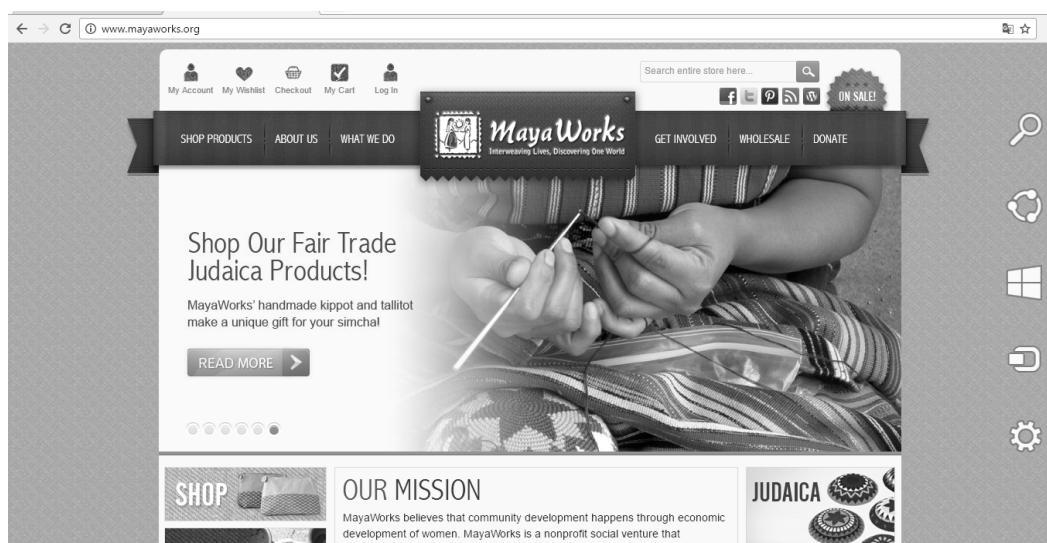 www.mayaworks.org
My Account My Wishlist Checkout My Cart Log In
Search entire store here...
ON SALE!
SHOP PRODUCTS ABOUT US WHAT WE DO
MayaWorks
Interweaving Lives, Discovering One World
GET INVOLVED WHOLESALE DONATE
Shop Our Fair Trade
Judaica Products!
MayaWorks' handmade kippot and tallitot
make a unique gift for your simcha!
READ MORE
SHOP
OUR MISSION
MayaWorks believes that community development happens through economic
development of women. MayaWorks is a nonprofit social venture that
JUDAICA